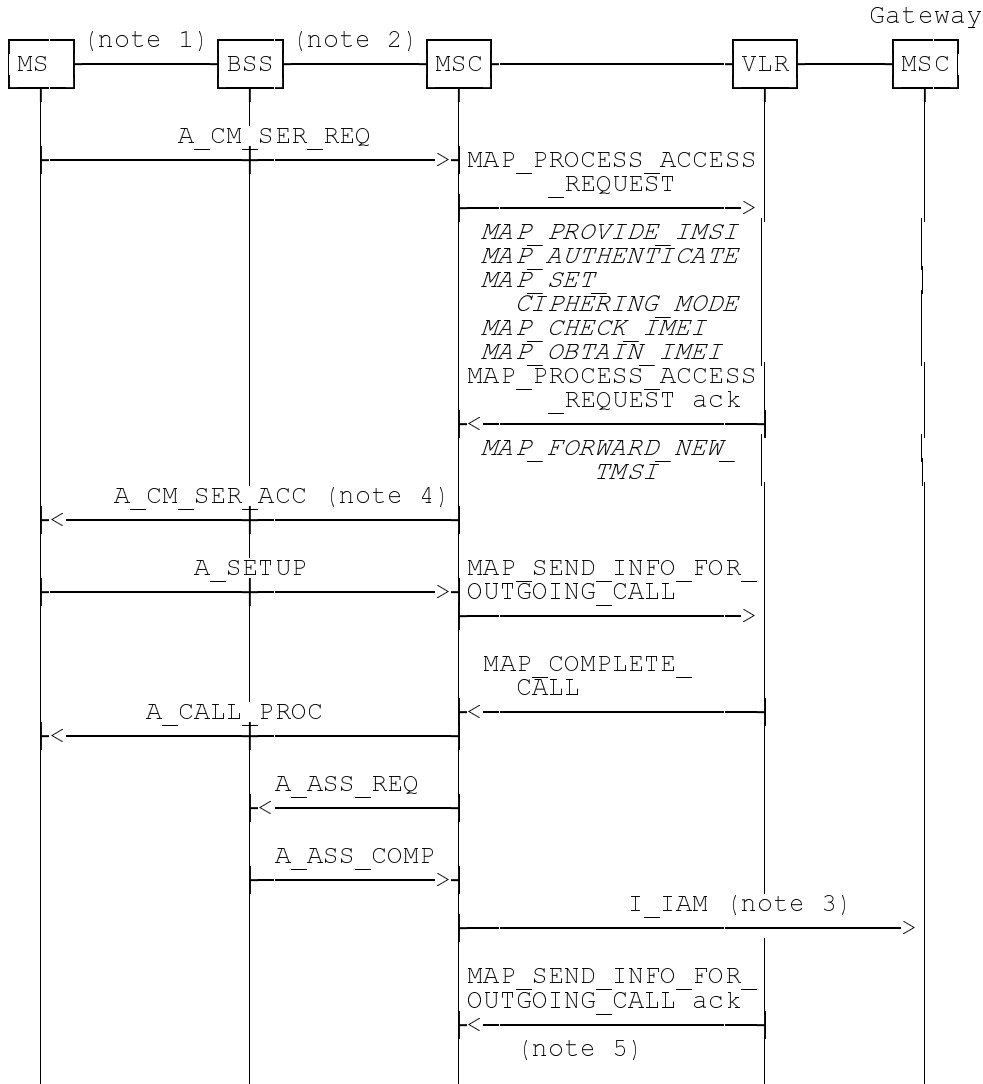 Gateway
(note 1) (note 2)
MS BSS MSC VLR MSC
A_CM_SER_REQ
MAP_PROCESS_ACCESS
_REQUEST
MAP_PROVIDE_IMSI
MAP_AUTHENTICATE
MAP_SET_
CIPHERING_MODE
MAP_CHECK_IMEI
MAP_OBTAIN_IMEI
MAP_PROCESS_ACCESS
_REQUEST ack
MAP_FORWARD_NEW_
TMSI
A_CM_SER_ACC (note 4)
A_SETUP
MAP_SEND_INFO_FOR_
OUTGOING_CALL
MAP_COMPLETE_
CALL
A_CALL_PROC
A_ASS_REQ
A_ASS_COMP
I_IAM (note 3)
MAP_SEND_INFO_FOR_
OUTGOING_CALL ack
(note 5)